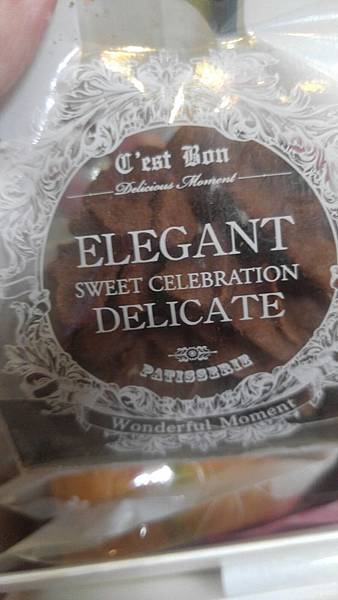 C'est Bon
Delicious Moment
ELEGANT
SWEET CELEBRATION
DELICATE
PATISSERIE
Wonderful Moment